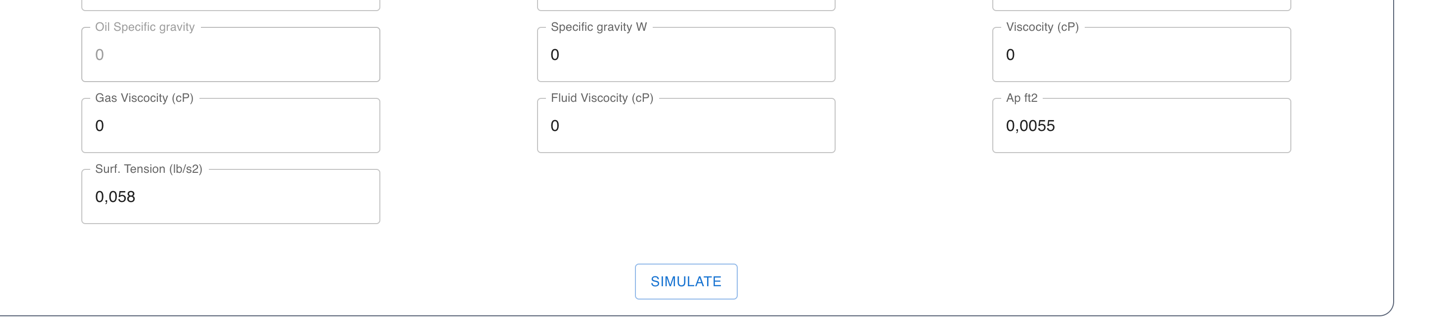 Oil Specific gravity
0
Specific gravity W
0
Viscocity (cP)
0
Gas Viscocity (cP)
0
Fluid Viscocity (cP)
0
Ap ft2
0,0055
Surf. Tension (lb/s2)
0,058
SIMULATE